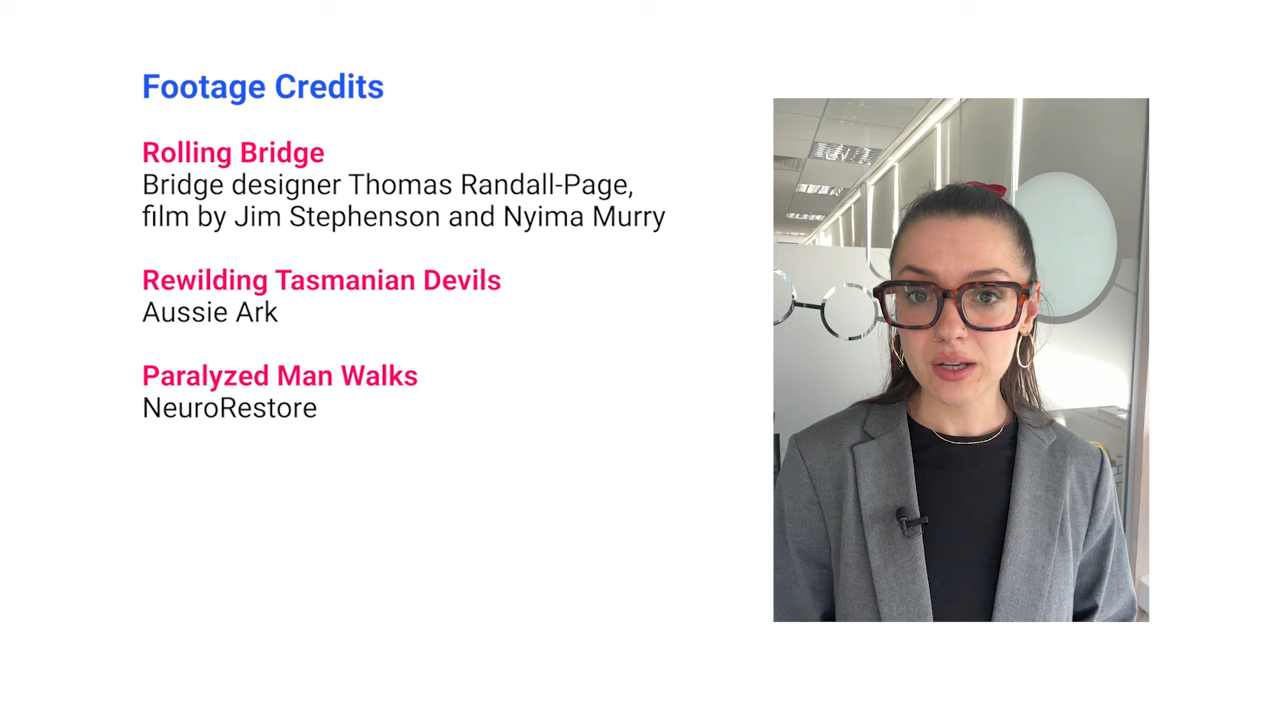 Footage Credits
Rolling Bridge
Bridge designer Thomas Randall-Page,
film by Jim Stephenson and Nyima Murry
Rewilding Tasmanian Devils
Aussie Ark
Paralyzed Man Walks
NeuroRestore